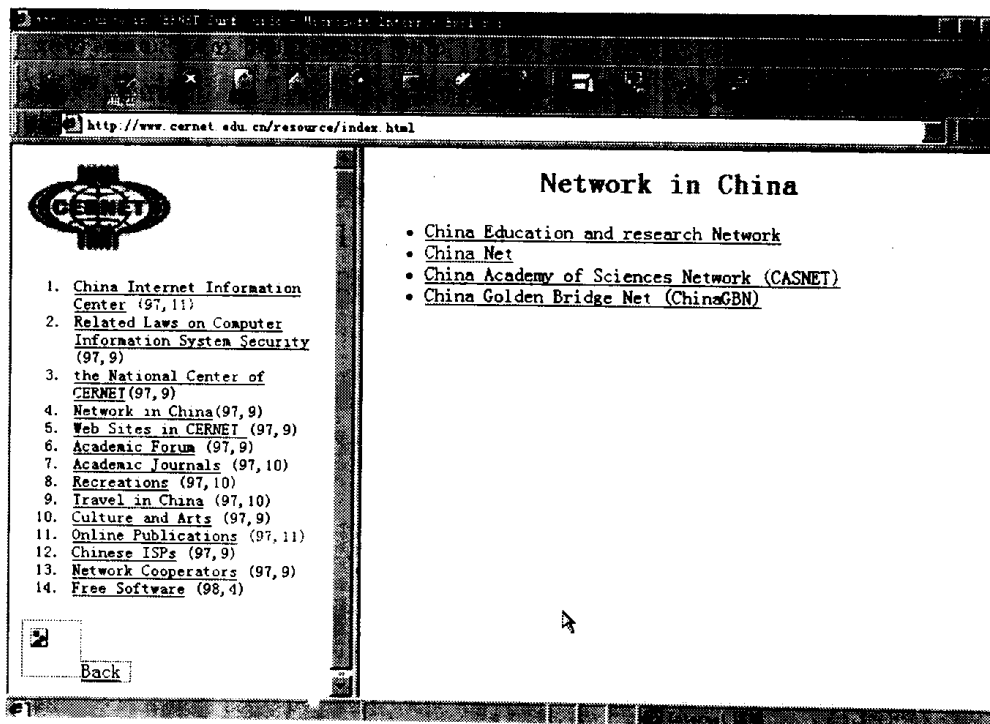 Microsoft Internet Explorer
http://www.cernet.edu.cn/resource/index.html
CERNET
1. China Internet Information
Center (97,11)
2. Related Laws on Computer
Information System Security
(97,9)
3. the National Center of
CERNET(97,9)
4. Network in China(97,9)
5. Web Sites in CERNET (97,9)
6. Academic Forum (97,9)
7. Academic Journals (97,10)
8. Recreations (97,10)
9. Travel in China (97,10)
10. Culture and Arts (97,9)
11. Online Publications (97,11)
12. Chinese ISPs (97,9)
13. Network Cooperators (97,9)
14. Free Software (98,4)
Back
Network in China
• China Education and research Network
• China Net
• China Academy of Sciences Network (CASNET)
• China Golden Bridge Net (ChinaGBN)